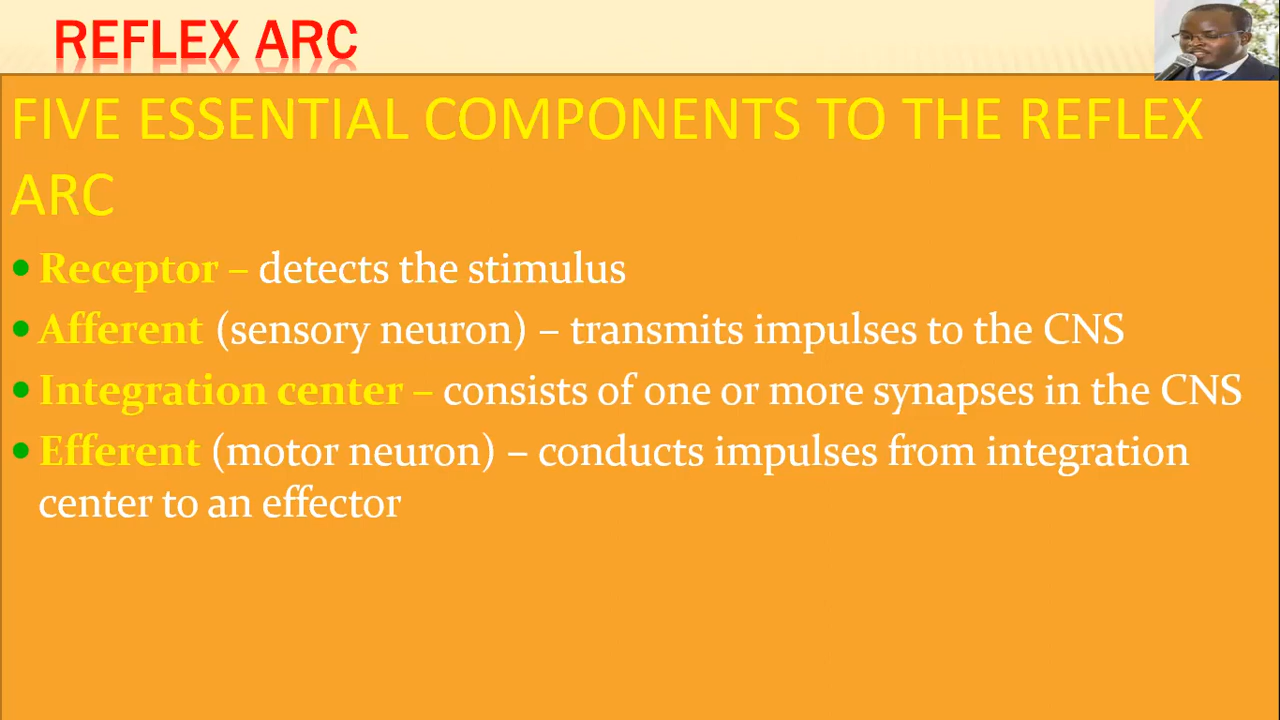 REFLEX ARC
FIVE ESSENTIAL COMPONENTS TO THE REFLEX
ARC
• Receptor – detects the stimulus
• Afferent (sensory neuron) – transmits impulses to the CNS
• Integration center – consists of one or more synapses in the CNS
• Efferent (motor neuron) – conducts impulses from integration
center to an effector